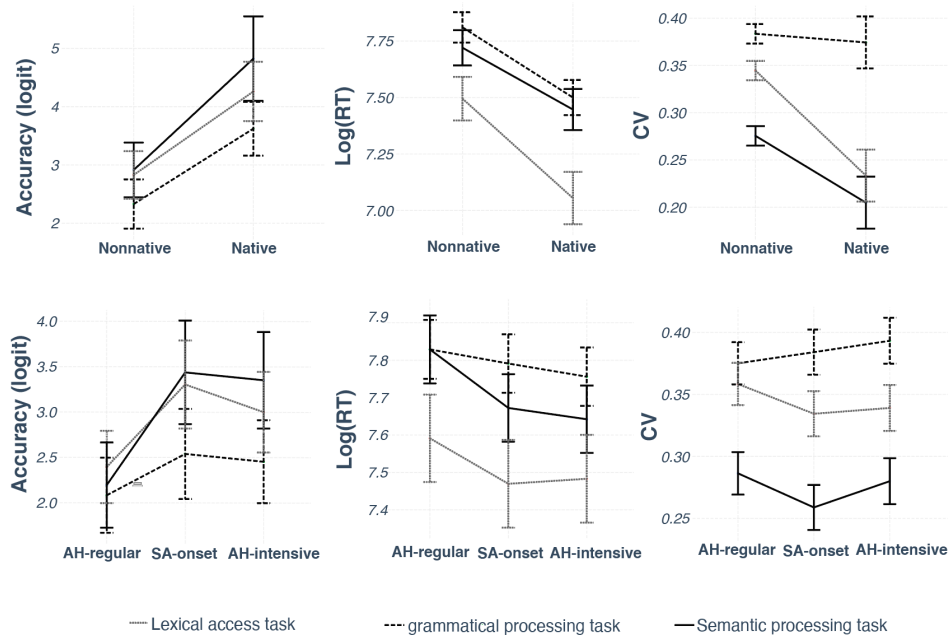 Accuracy (logit)
5
4
3
2
Nonnative
Native
Log(RT)
7.75
7.50
7.25
7.00
Nonnative
Native
CV
0.40
0.35
0.30
0.25
0.20
Nonnative
Native
Accuracy (logit)
4.0
3.5
3.0
2.5
2.0
AH-regular
SA-onset
AH-intensive
Log(RT)
7.9
7.8
7.7
7.6
7.5
7.4
AH-regular
SA-onset
AH-intensive
CV
0.40
0.35
0.30
0.25
AH-regular
SA-onset
AH-intensive
Lexical access task
grammatical processing task
Semantic processing task